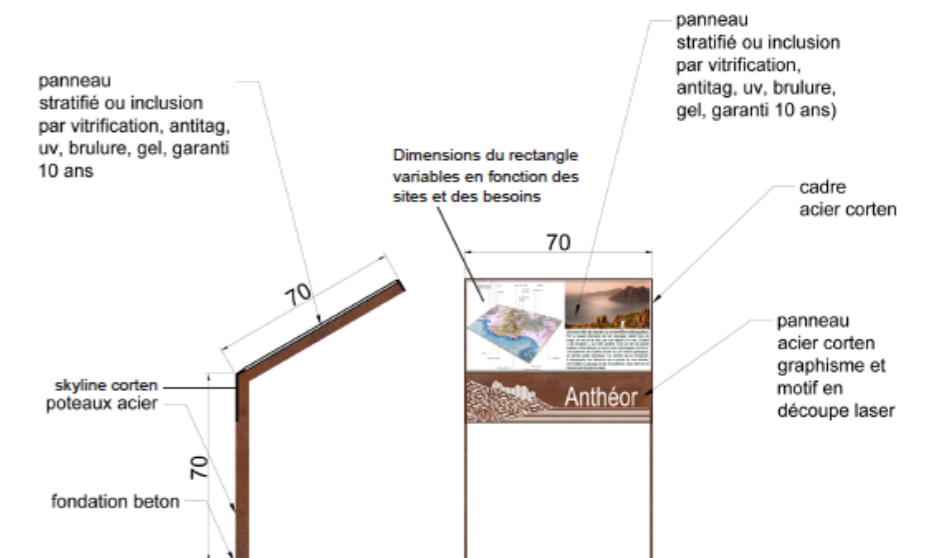 panneau
stratifié ou inclusion
par vitrification, antitag,
uv, brulure, gel, garanti
10 ans
panneau
stratifié ou inclusion
par vitrification,
antitag, uv, brulure,
gel, garanti 10 ans)
Dimensions du rectangle
variables en fonction des
sites et des besoins
cadre
acier corten
70
70
panneau
acier corten
graphisme et
motif en
découpe laser
Anthéor
skyline corten
poteaux acier
70
fondation beton